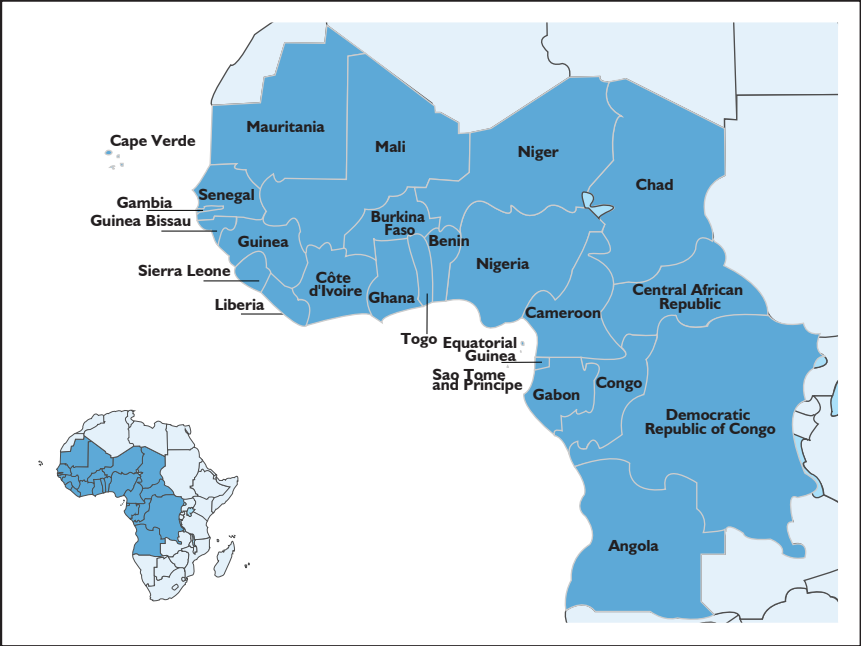 Mauritania
Mali
Niger
Chad
Cape Verde
Senegal
Gambia
Guinea Bissau
Guinea
Burkina
Faso
Benin
Nigeria
Sierra Leone
Côte
d'Ivoire
Ghana
Liberia
Togo
Cameroon
Central African
Republic
Equatorial
Guinea
Sao Tome
and Principe
Gabon
Congo
Democratic
Republic of Congo
Angola